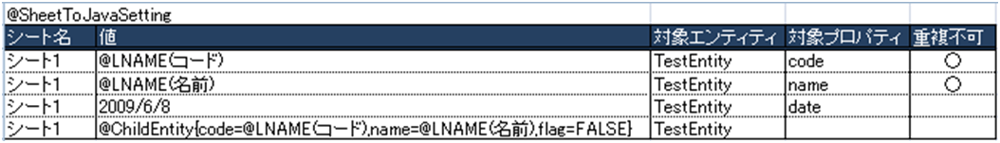 @SheetToJavaSetting
シート名 値 対象エンティティ 対象プロパティ 重複不可
シート1 @LNAME(コード) TestEntity code ○
シート1 @LNAME(名前) TestEntity name ○
シート1 2009/6/8 TestEntity date
シート1 @ChildEntity{code=@LNAME(コード),name=@LNAME(名前),flag=FALSE} TestEntity